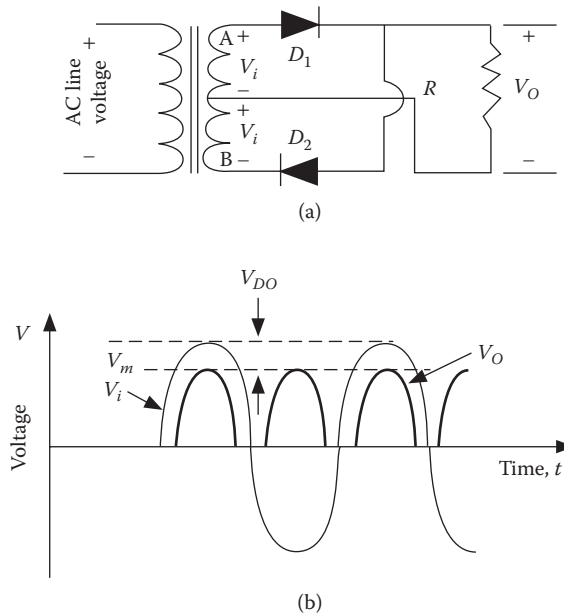 AC line
voltage
+
−
A
+
V_i
−
+
V_i
B
−
D_1
D_2
R
+
V_O
−
(a)
V_DO
V
V_m
V_i
V_O
Voltage
Time, t
(b)